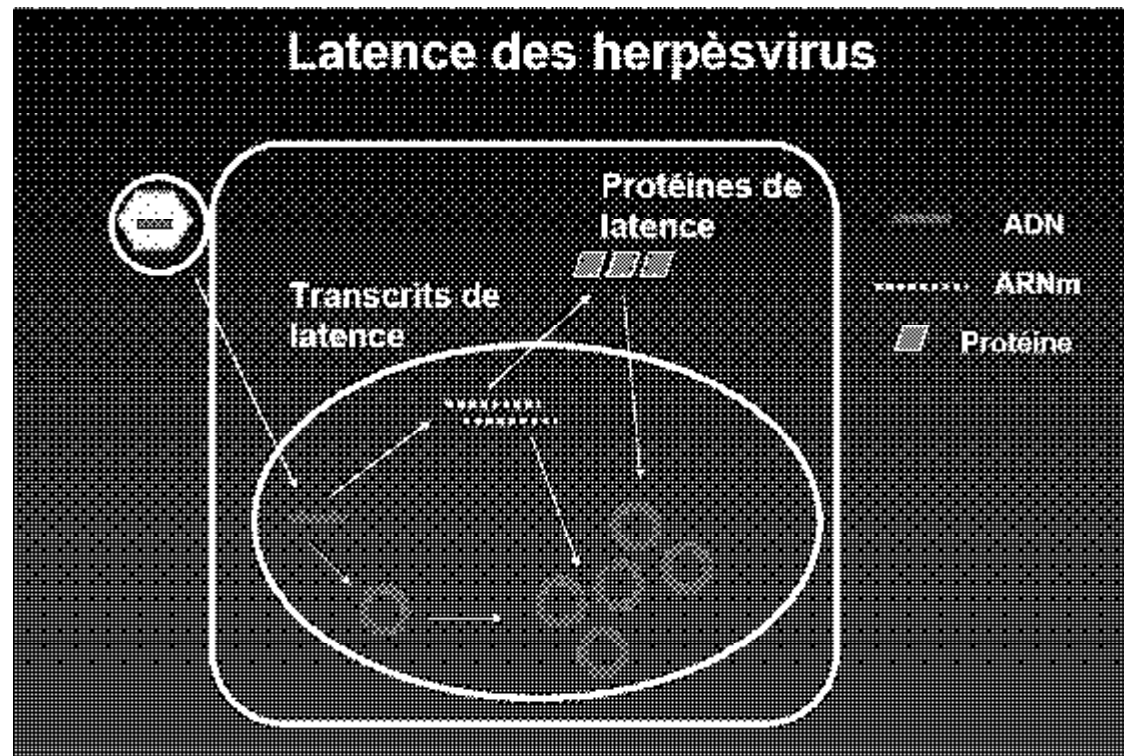 Latence des herpèsvirus
Protéines de
latence
Transcrits de
latence
ADN
ARNm
Protéine